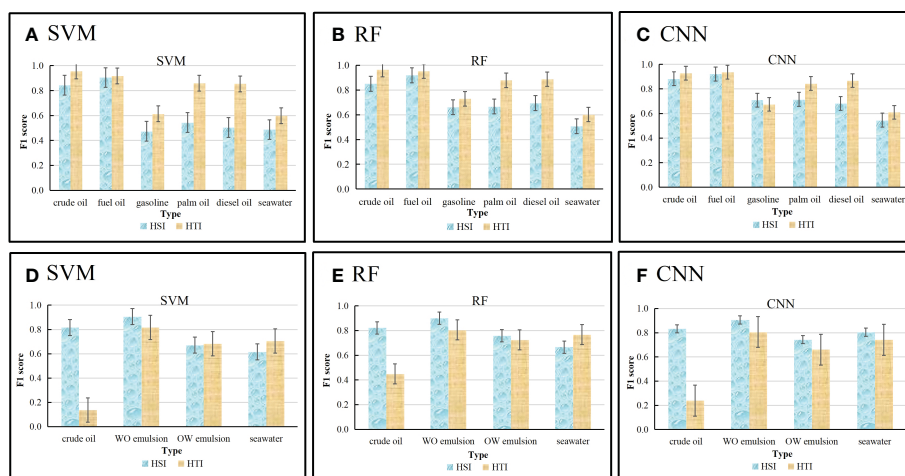 A SVM
SVM
F1 score
1.0
0.8
0.6
0.4
0.2
0.0
crude oil fuel oil gasoline palm oil diesel oil seawater
Type
HSI HTI
B RF
RF
F1 score
1.0
0.8
0.6
0.4
0.2
0.0
crude oil fuel oil gasoline palm oil diesel oil seawater
Type
HSI HTI
C CNN
CNN
F1 score
1.0
0.8
0.6
0.4
0.2
0.0
crude oil fuel oil gasoline palm oil diesel oil seawater
Type
HSI HTI
D SVM
SVM
F1 score
1.0
0.8
0.6
0.4
0.2
0.0
crude oil WO emulsion OW emulsion seawater
Type
HSI HTI
E RF
RF
F1 score
1.0
0.8
0.6
0.4
0.2
0.0
crude oil WO emulsion OW emulsion seawater
Type
HSI HTI
F CNN
CNN
F1 score
1.0
0.8
0.6
0.4
0.2
0.0
crude oil WO emulsion OW emulsion seawater
Type
HSI HTI